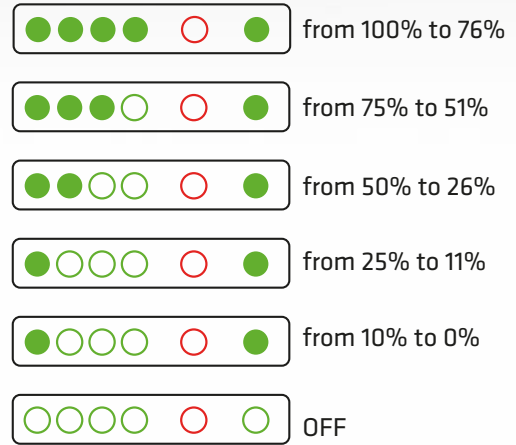 from 100% to 76%
from 75% to 51%
from 50% to 26%
from 25% to 11%
from 10% to 0%
OFF